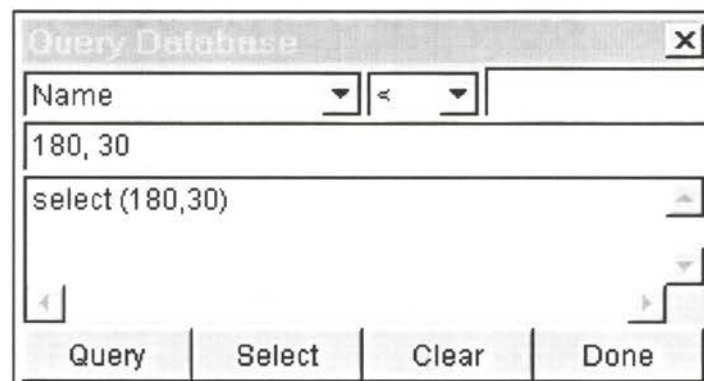 Query Database
Name <
180, 30
select (180,30)
Query Select Clear Done